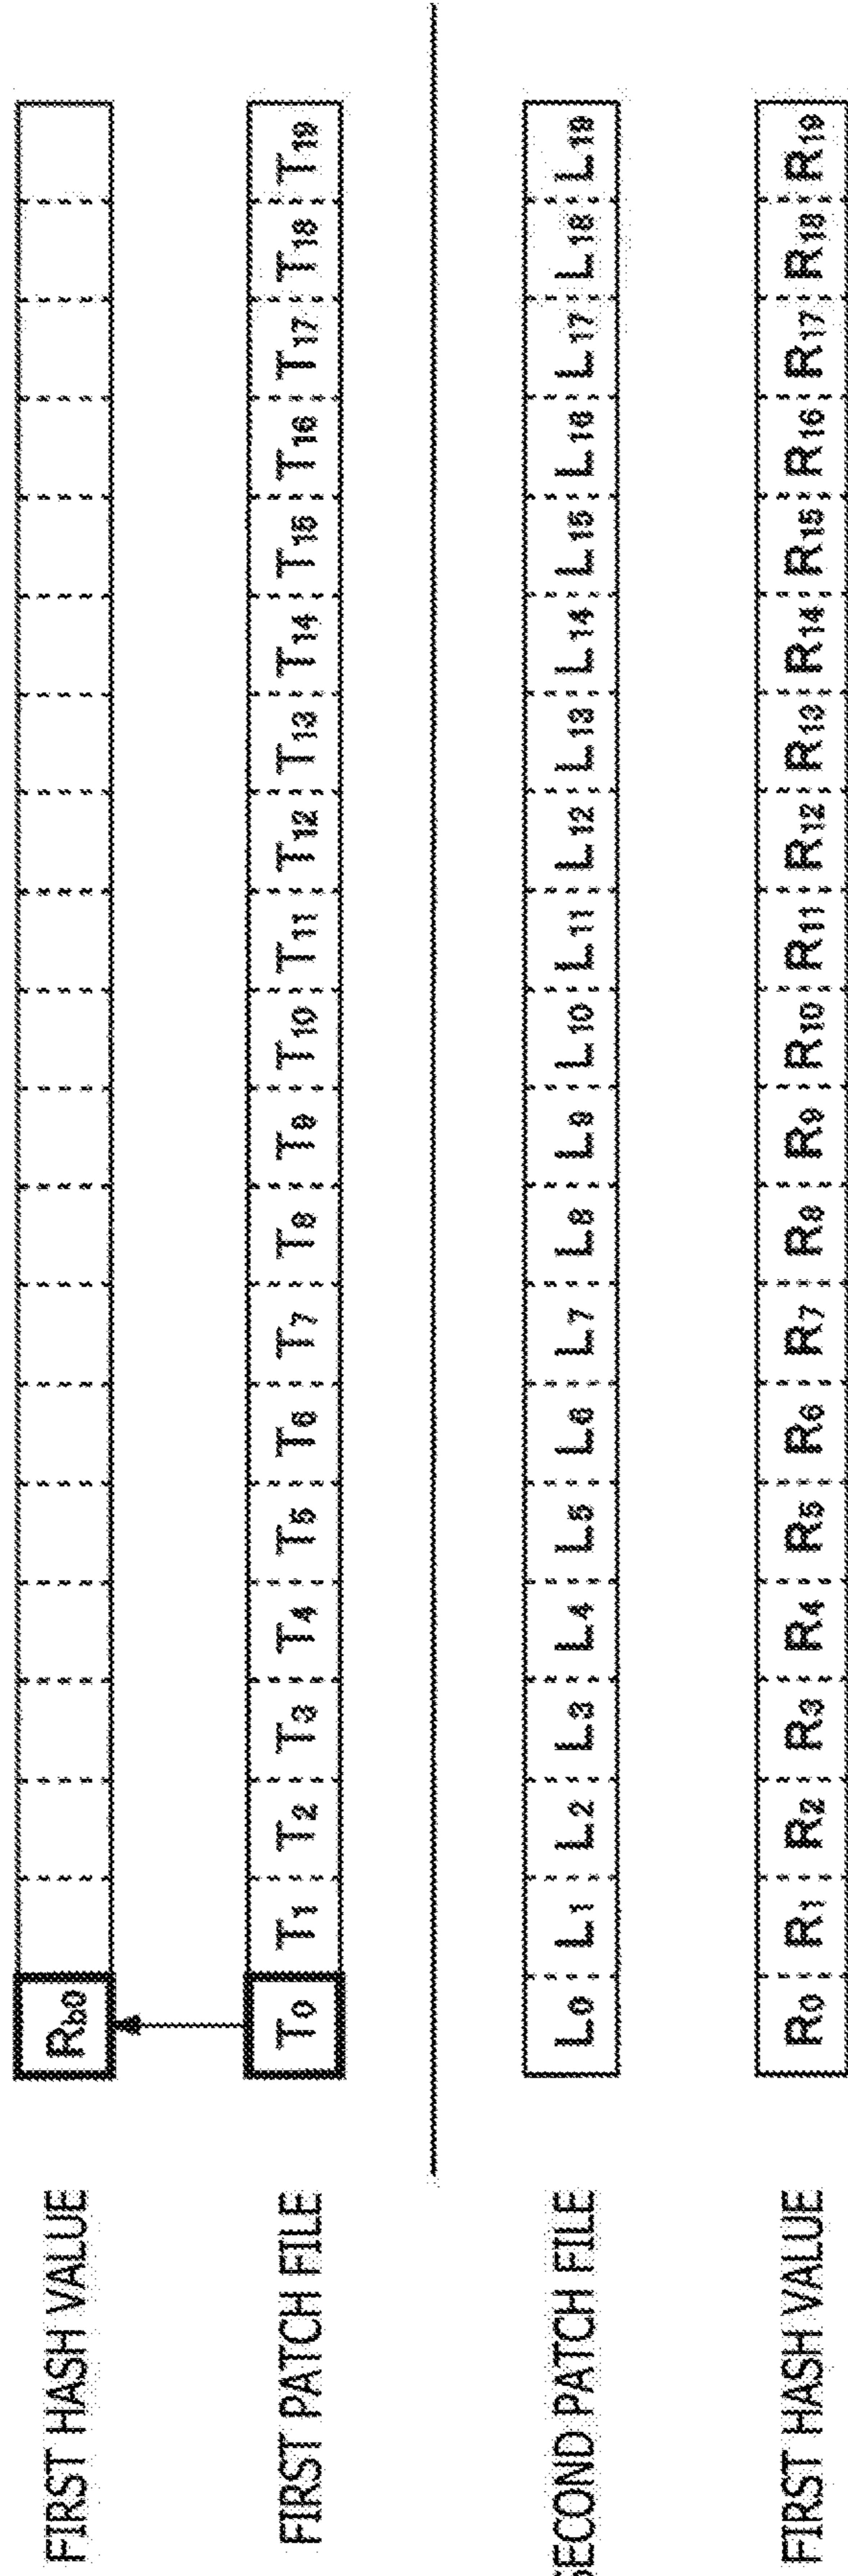 FIRST HASH VALUE
Rb0
FIRST PATCH FILE
T0 T1 T2 T3 T4 T5 T6 T7 T8 T9 T10 T11 T12 T13 T14 T15 T16 T17 T18 T19
SECOND PATCH FILE
L0 L1 L2 L3 L4 L5 L6 L7 L8 L9 L10 L11 L12 L13 L14 L15 L16 L17 L18 L19
FIRST HASH VALUE
R0 R1 R2 R3 R4 R5 R6 R7 R8 R9 R10 R11 R12 R13 R14 R15 R16 R17 R18 R19